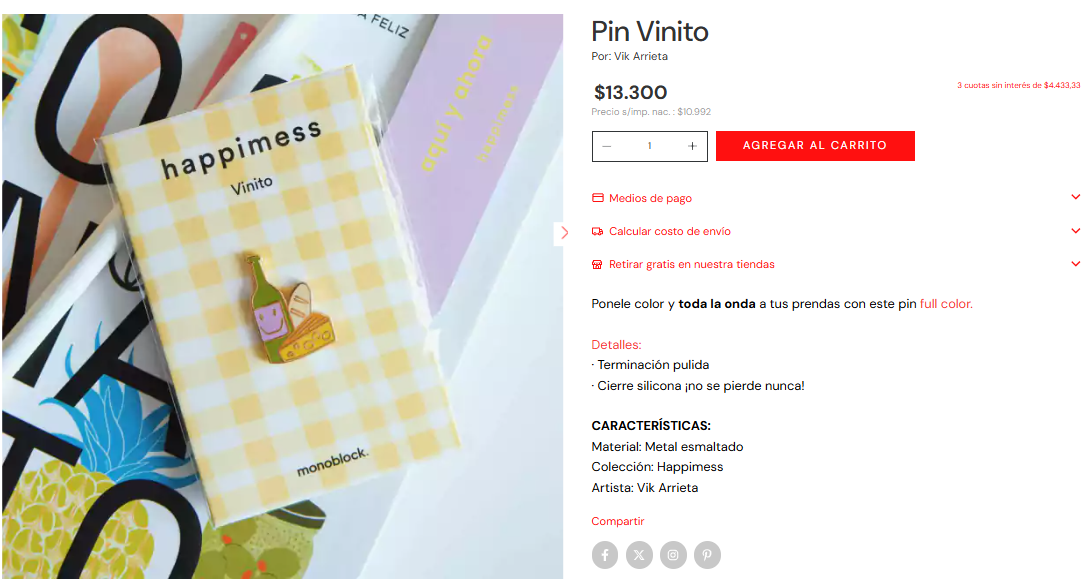 Pin Vinito
Por: Vik Arrieta
$13.300
3 cuotas sin interés de $4.433,33
Precio s/imp. nac. : $10.992
1
AGREGAR AL CARRITO
Medios de pago
Calcular costo de envío
Retirar gratis en nuestra tiendas
Ponele color y toda la onda a tus prendas con este pin full color.
Detalles:
· Terminación pulida
· Cierre silicona ¡no se pierde nunca!
CARACTERÍSTICAS:
Material: Metal esmaltado
Colección: Happimess
Artista: Vik Arrieta
Compartir
A FELIZ
aquí y ahora
happimess
happimess
Vinito
monoblock.